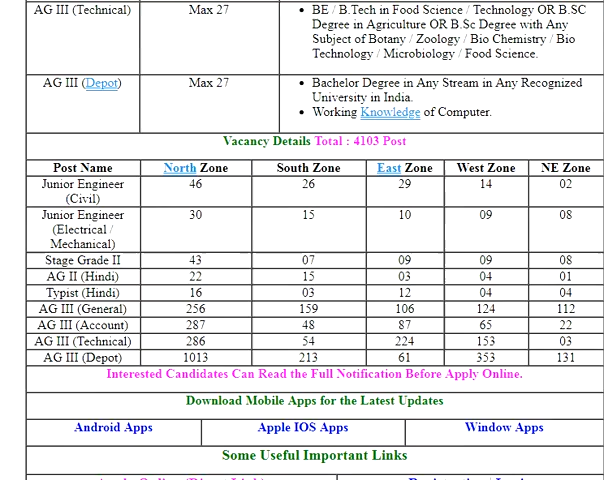 AG III (Technical) Max 27 • BE / B.Tech in Food Science / Technology OR B.SC
Degree in Agriculture OR B.Sc Degree with Any
Subject of Botany / Zoology / Bio Chemistry / Bio
Technology / Microbiology / Food Science.
AG III (Depot) Max 27 • Bachelor Degree in Any Stream in Any Recognized
University in India.
• Working Knowledge of Computer.
Vacancy Details Total : 4103 Post
Post Name North Zone South Zone East Zone West Zone NE Zone
Junior Engineer 46 26 29 14 02
(Civil)
Junior Engineer 30 15 10 09 08
(Electrical /
Mechanical)
Stage Grade II 43 07 09 09 08
AG II (Hindi) 22 15 03 04 01
Typist (Hindi) 16 03 12 04 04
AG III (General) 256 159 106 124 112
AG III (Account) 287 48 87 65 22
AG III (Technical) 286 54 224 153 03
AG III (Depot) 1013 213 61 353 131
Interested Candidates Can Read the Full Notification Before Apply Online.
Download Mobile Apps for the Latest Updates
Android Apps Apple IOS Apps Window Apps
Some Useful Important Links